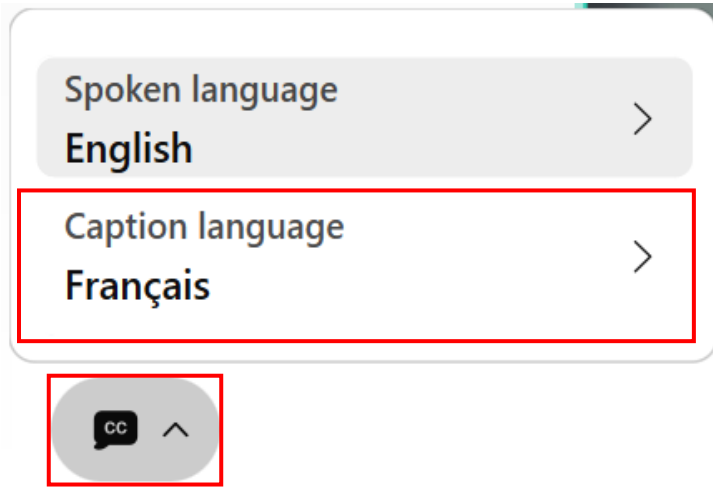 Spoken language
English
Caption language
Français
CC